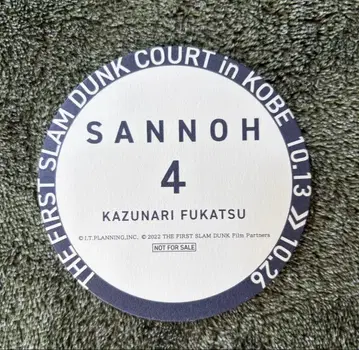 THE FIRST SLAM DUNK COURT in KOBE 10.13 》10.26
SANNOH
4
KAZUNARI FUKATSU
©I.T.PLANNING,INC. © 2022 THE FIRST SLAM DUNK Film Partners
NOT FOR SALE